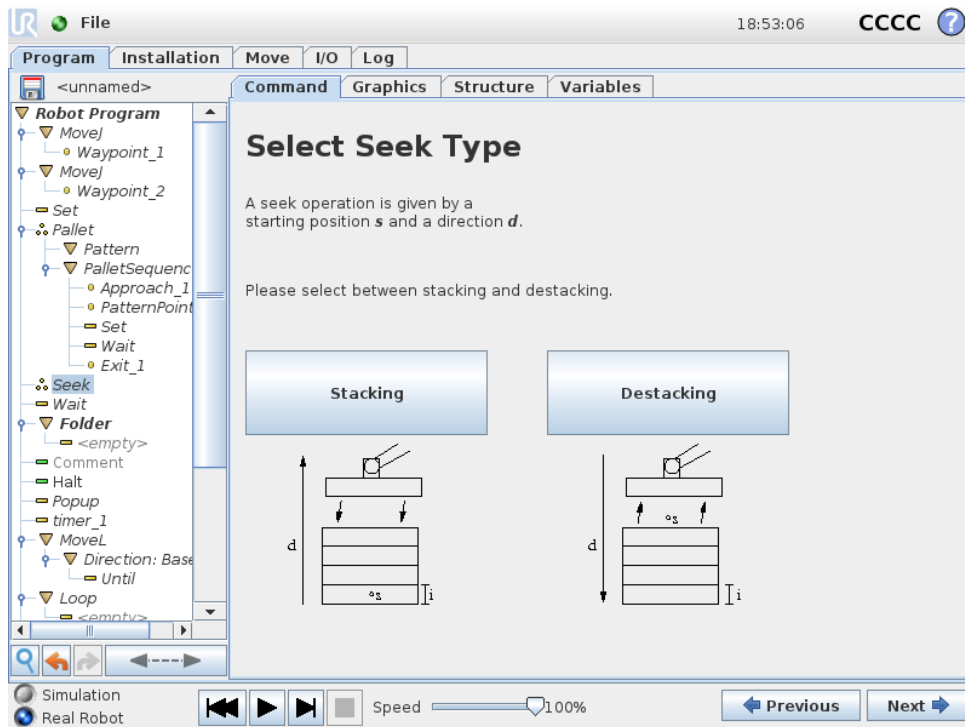 UR File 18:53:06 CCCC ?
Program Installation Move I/O Log
<unnamed>
Command Graphics Structure Variables
Robot Program
MoveJ
Waypoint_1
MoveJ
Waypoint_2
Set
Pallet
Pattern
PalletSequenc
Approach_1
PatternPoint
Set
Wait
Exit_1
Seek
Wait
Folder
<empty>
Comment
Halt
Popup
timer_1
MoveL
Direction: Base
Until
Loop
<empty>
Select Seek Type
A seek operation is given by a
starting position s and a direction d.
Please select between stacking and destacking.
Stacking Destacking
d s i
d s i
Simulation
Real Robot
Speed 100%
Previous Next